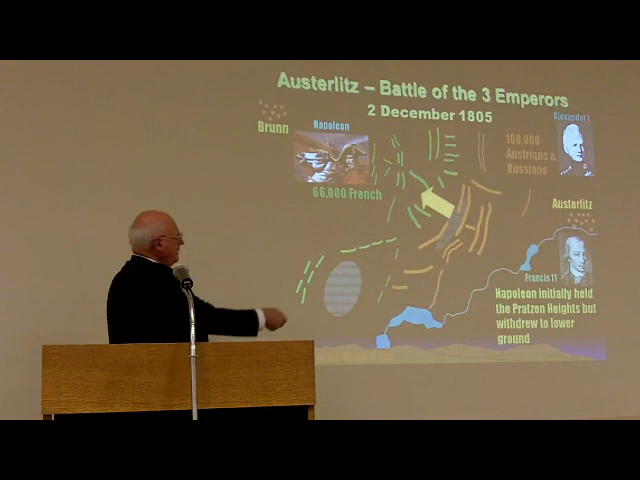 Austerlitz – Battle of the 3 Emperors
2 December 1805
Brunn
Napoleon
66,000 French
Alexander I
100,000
Austrians &
Russians
Austerlitz
Francis 11
Napoleon initially held
the Pratzen Heights but
withdrew to lower
ground